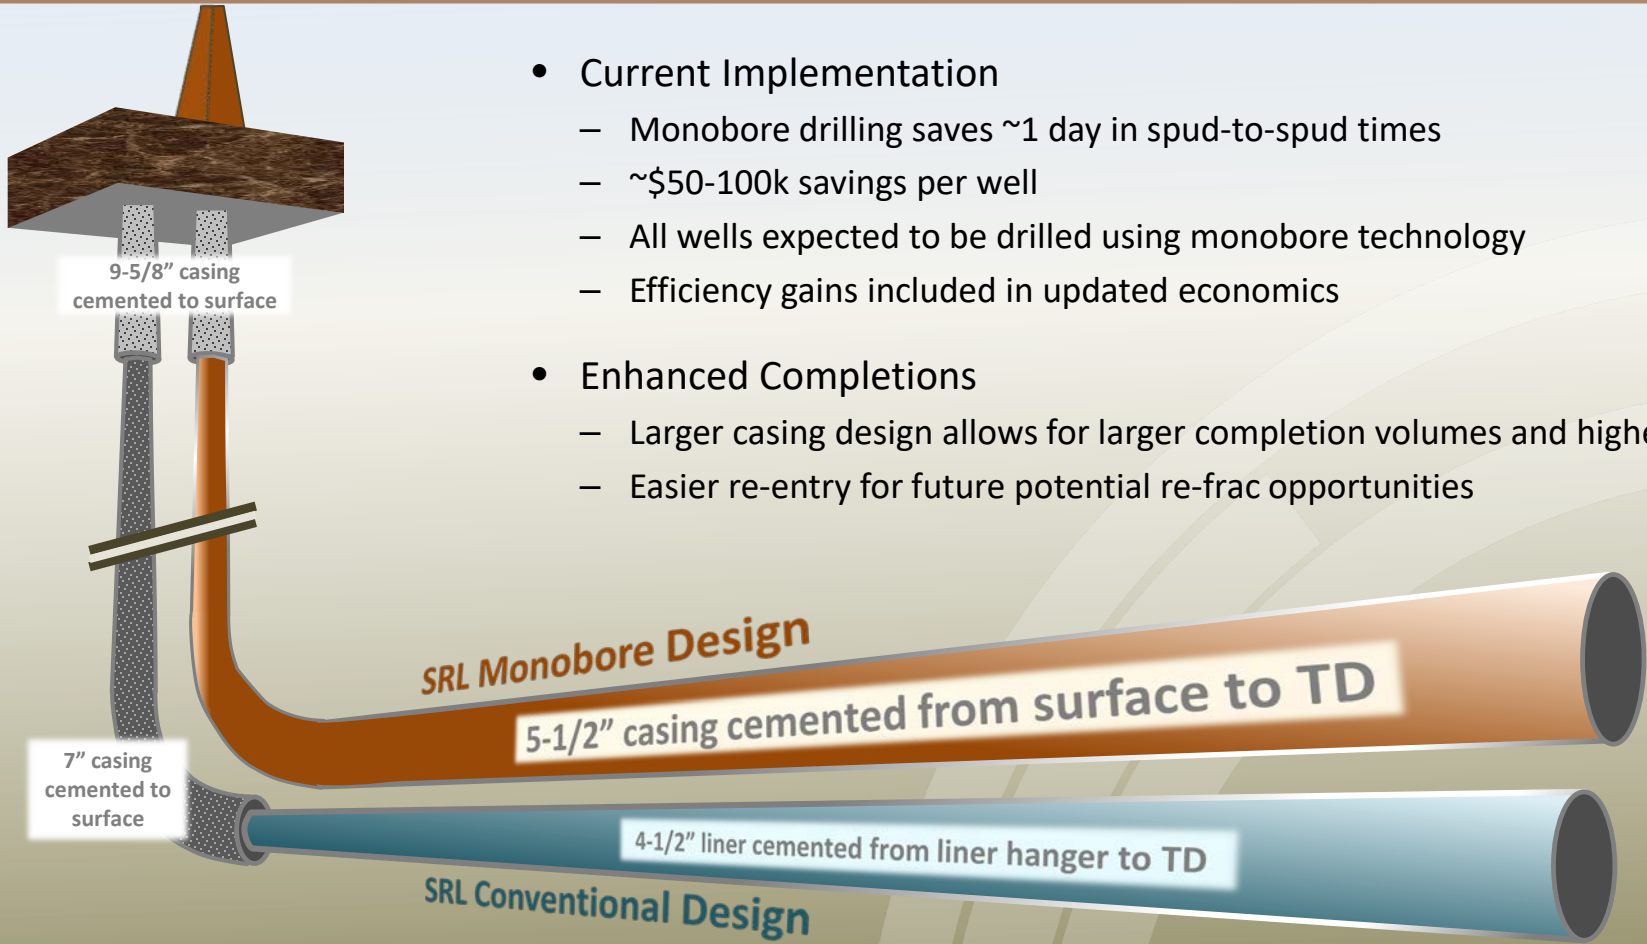 • Current Implementation
– Monobore drilling saves ~1 day in spud-to-spud times
– ~$50-100k savings per well
– All wells expected to be drilled using monobore technology
– Efficiency gains included in updated economics
• Enhanced Completions
– Larger casing design allows for larger completion volumes and highe
– Easier re-entry for future potential re-frac opportunities
9-5/8” casing
cemented to surface
SRL Monobore Design
5-1/2” casing cemented from surface to TD
7” casing
cemented to
surface
4-1/2” liner cemented from liner hanger to TD
SRL Conventional Design